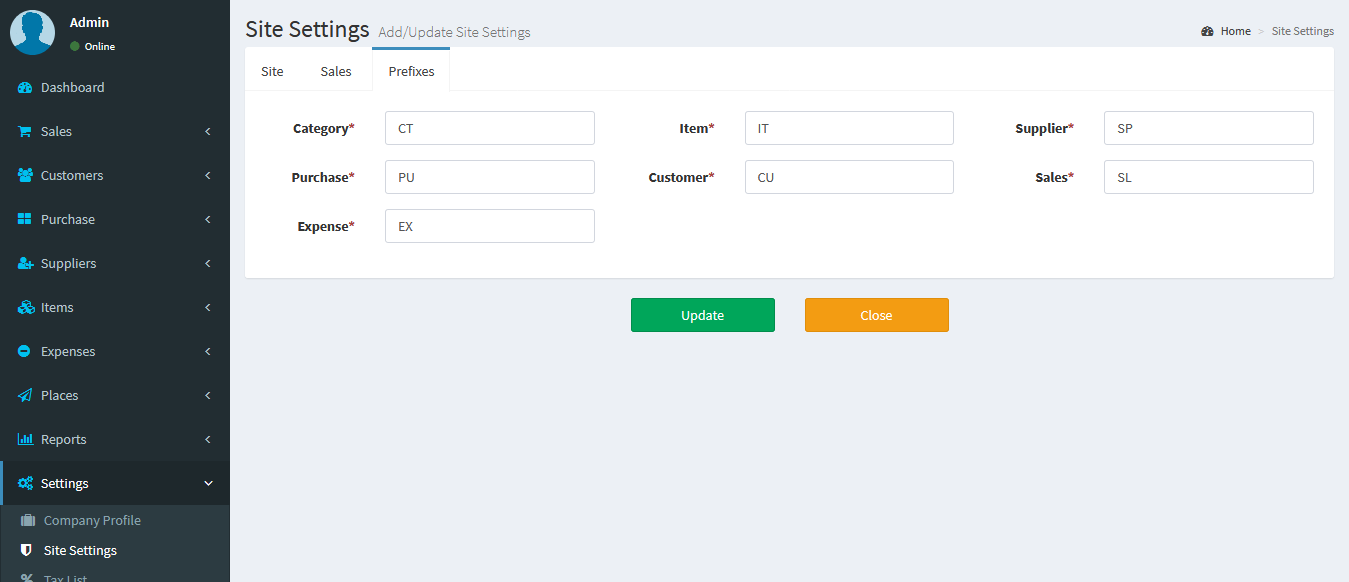 Admin
Online
Dashboard
Sales
Customers
Purchase
Suppliers
Items
Expenses
Places
Reports
Settings
Company Profile
Site Settings
Tax List
Site Settings Add/Update Site Settings
Home > Site Settings
Site Sales Prefixes
Category* CT Item* IT Supplier* SP
Purchase* PU Customer* CU Sales* SL
Expense* EX
Update Close